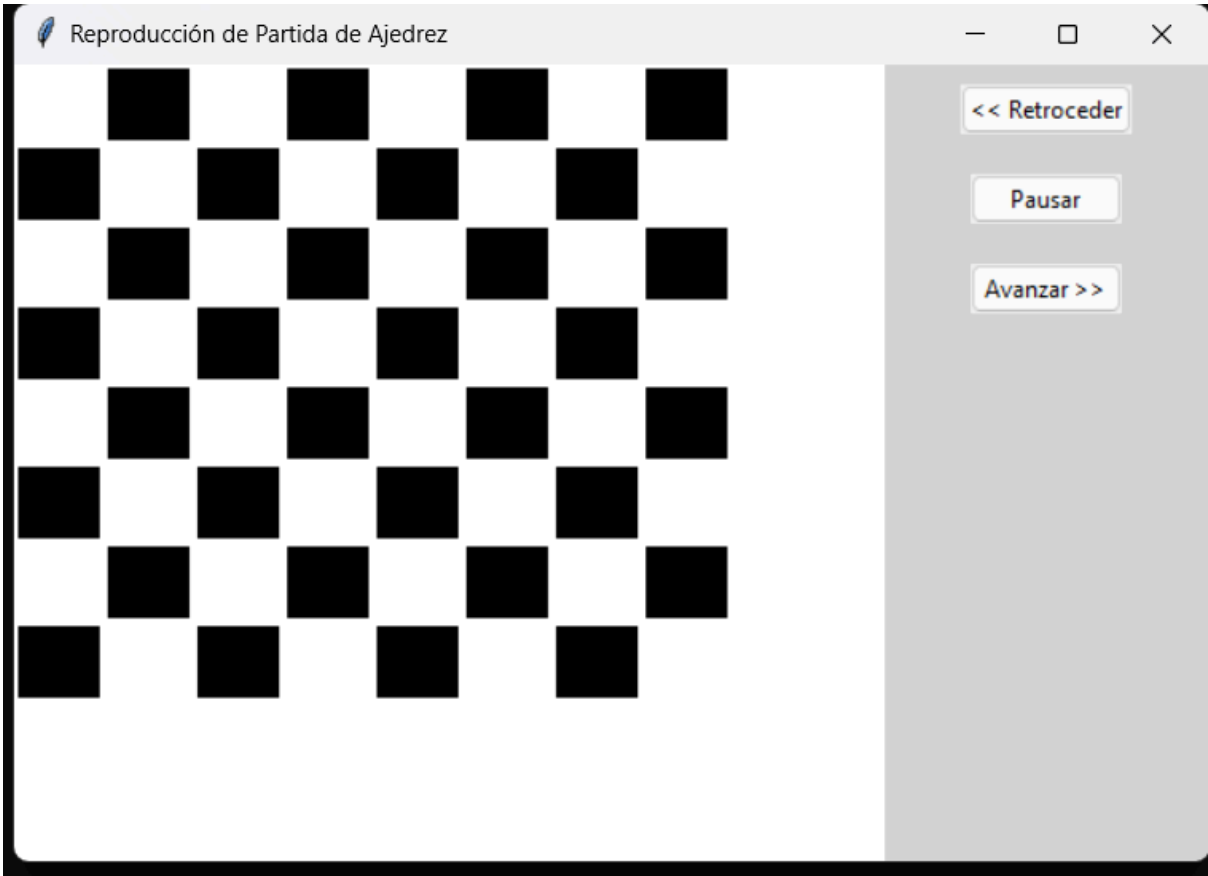 Reproducción de Partida de Ajedrez
<< Retroceder
Pausar
Avanzar >>